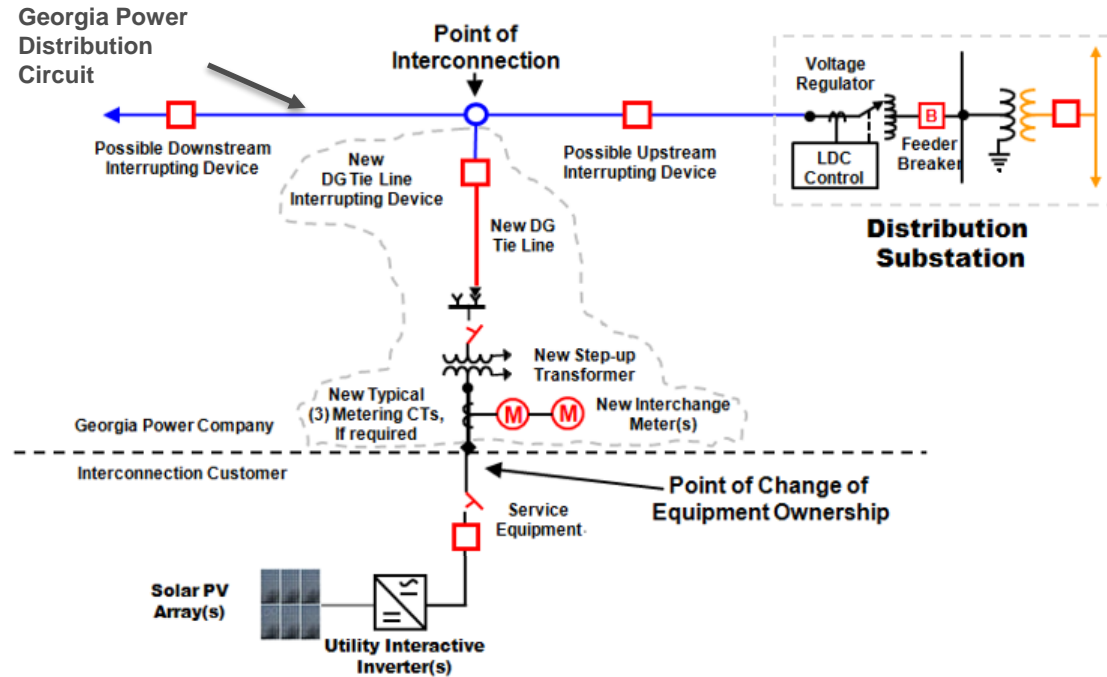 Georgia Power
Distribution
Circuit
Point of
Interconnection
Voltage
Regulator
B
LDC
Control
Feeder
Breaker
Distribution
Substation
Possible Downstream
Interrupting Device
New
DG Tie Line
Interrupting Device
Possible Upstream
Interrupting Device
New DG
Tie Line
New Step-up
Transformer
New Typical
(3) Metering CTs,
If required
M
M
New Interchange
Meter(s)
Georgia Power Company
Interconnection Customer
Point of Change of
Equipment Ownership
Service
Equipment
Solar PV
Array(s)
Utility Interactive
Inverter(s)